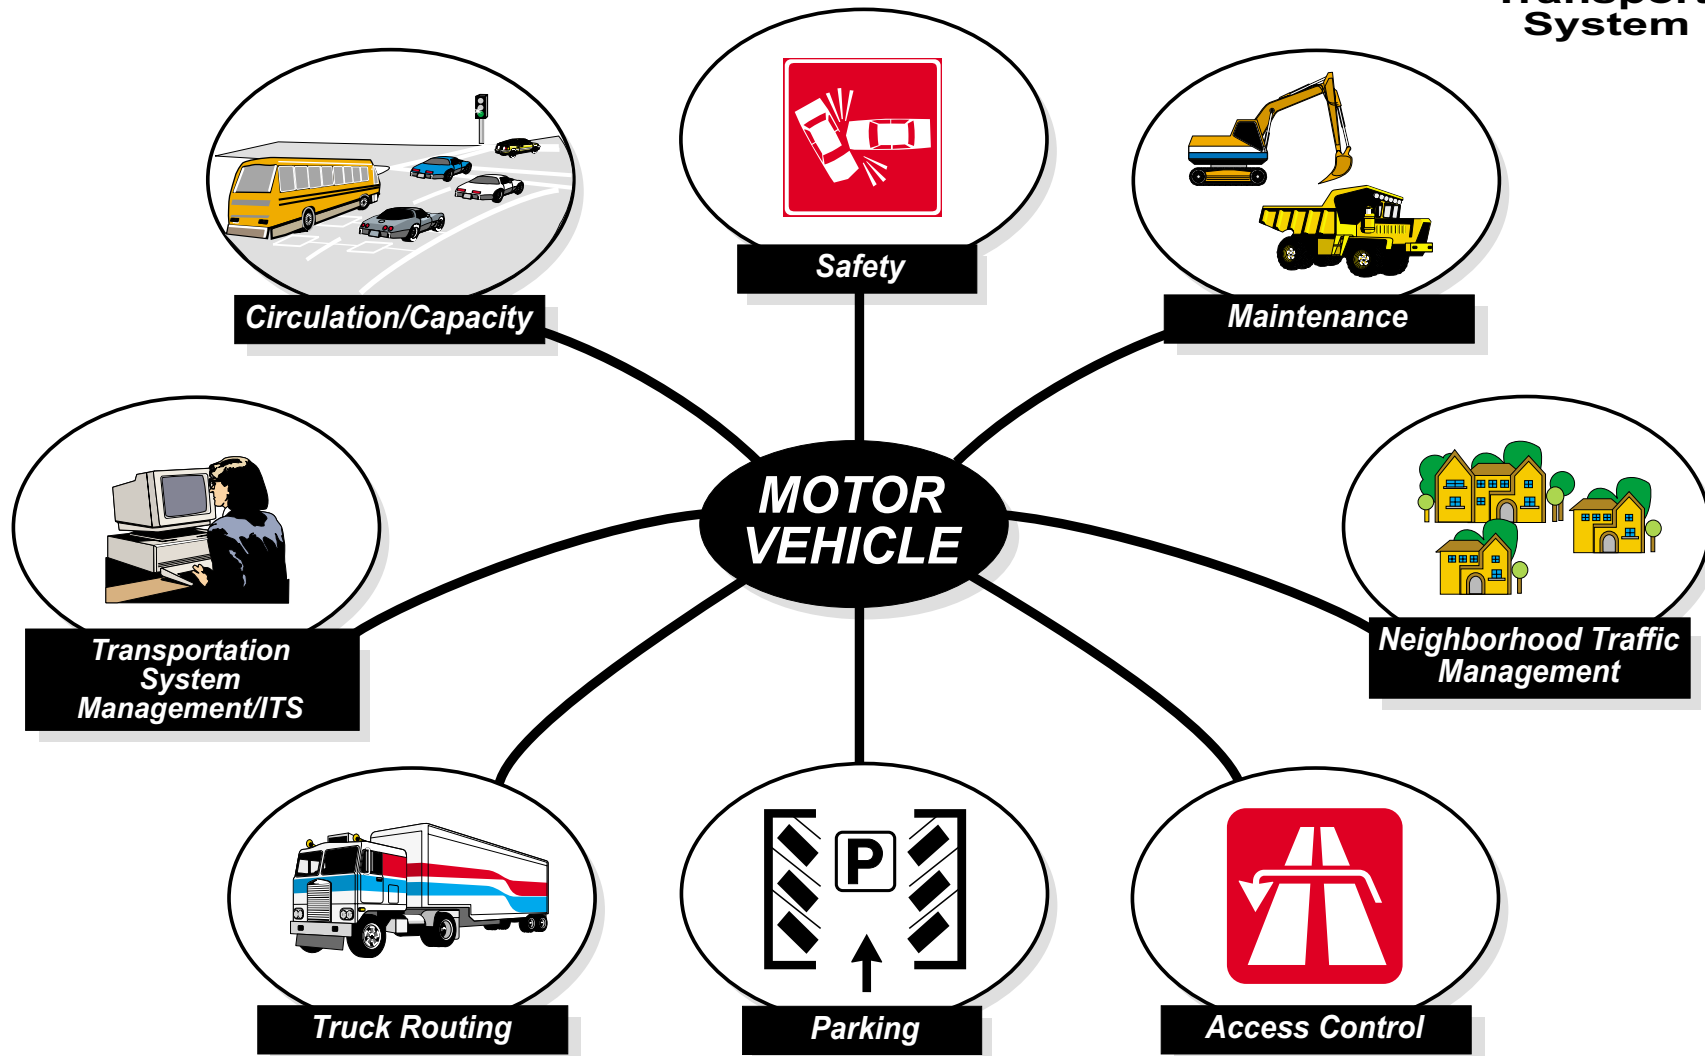 Transport
System
Safety
Circulation/Capacity
Maintenance
MOTOR
VEHICLE
Transportation
System
Management/ITS
Neighborhood Traffic
Management
P
Truck Routing
Parking
Access Control